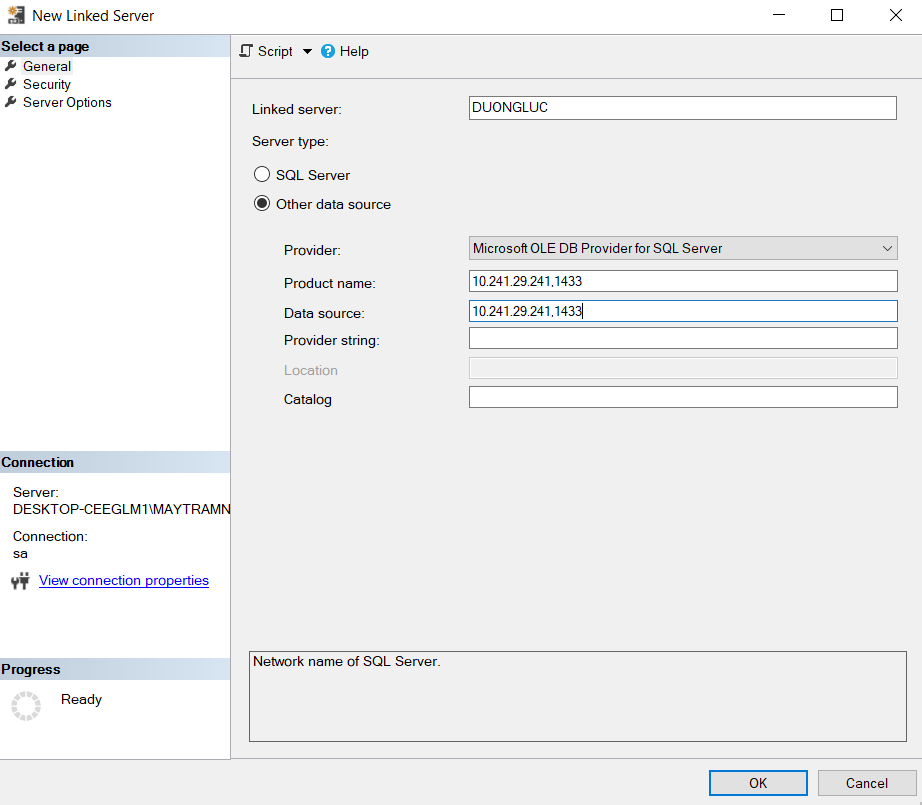 New Linked Server
Select a page
General
Security
Server Options
Script
Help
Linked server:
DUONGLUC
Server type:
SQL Server
Other data source
Provider:
Microsoft OLE DB Provider for SQL Server
Product name:
10.241.29.241,1433
Data source:
10.241.29.241,1433
Provider string:
Location
Catalog
Connection
Server:
DESKTOP-CEEGLM1\MAYTRAMN
Connection:
sa
View connection properties
Progress
Ready
Network name of SQL Server.
OK
Cancel